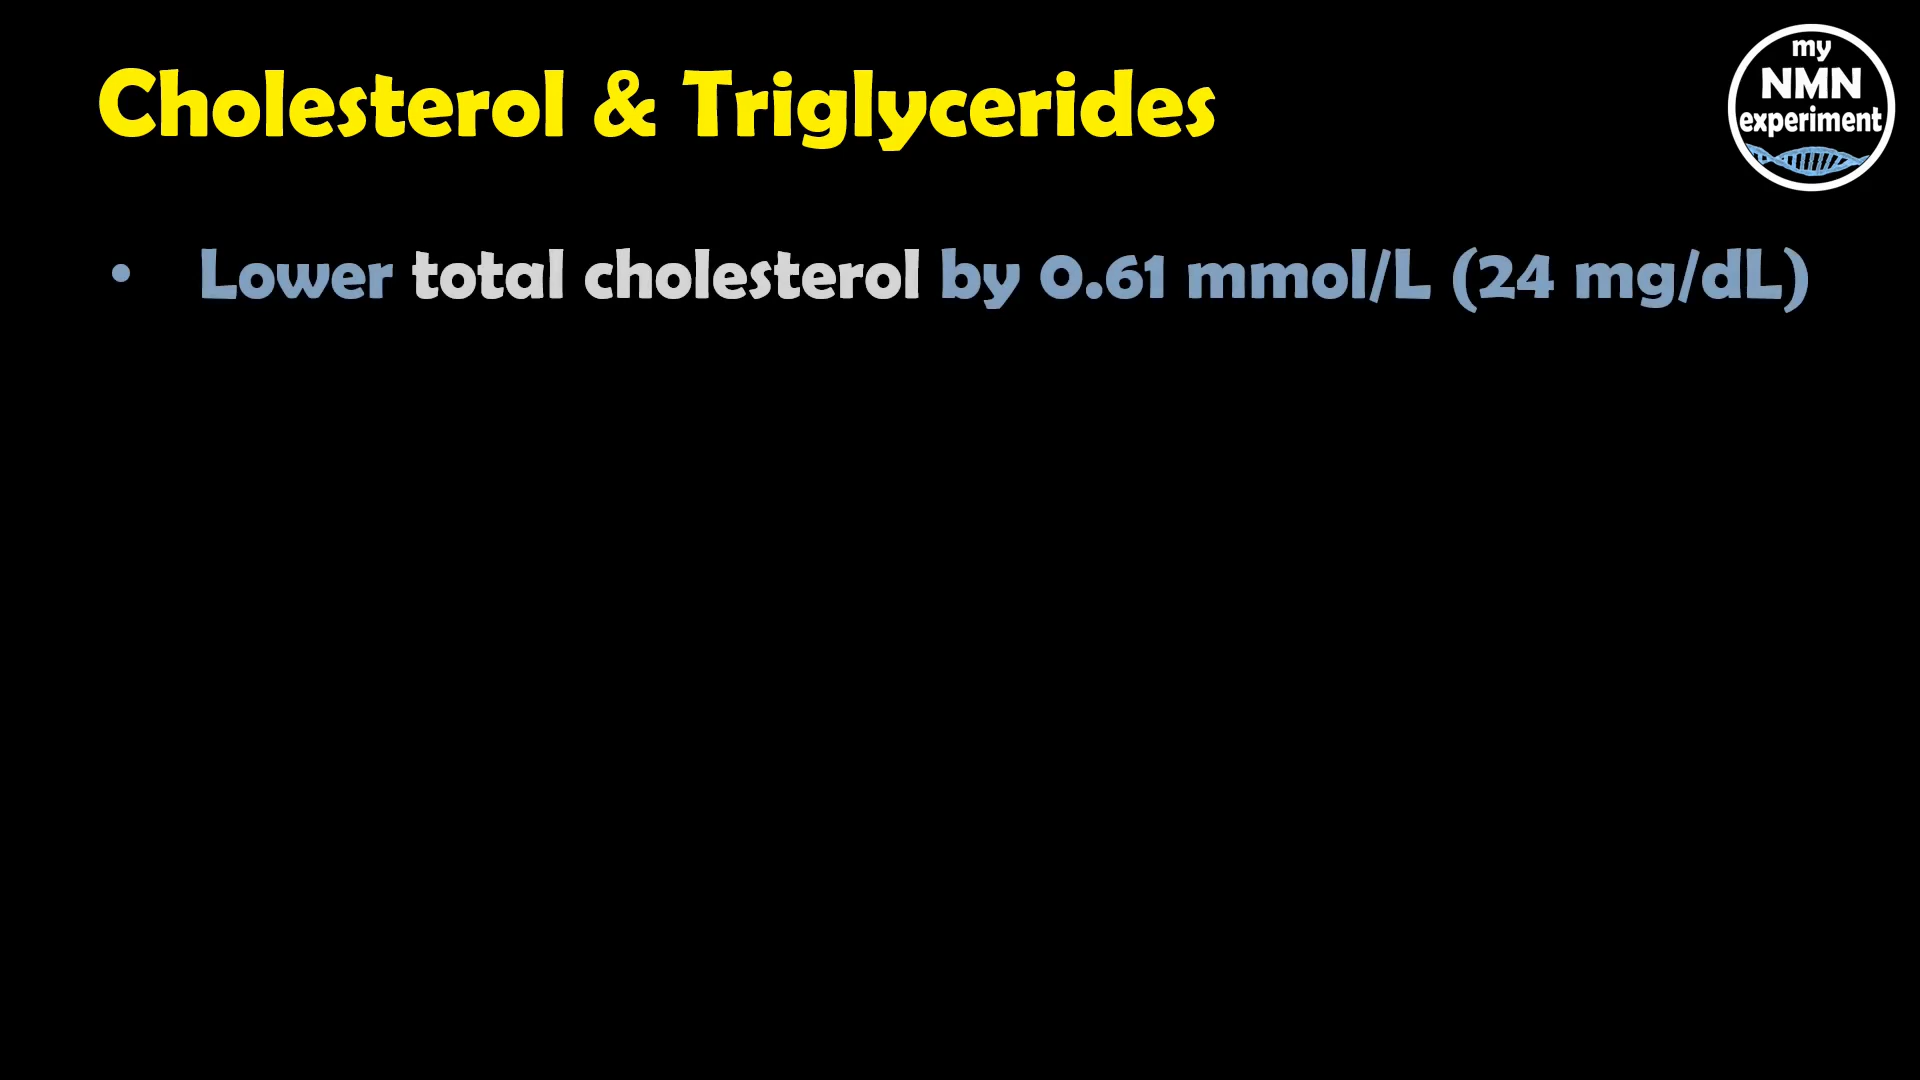 Cholesterol & Triglycerides
my
NMN
experiment
• Lower total cholesterol by 0.61 mmol/L (24 mg/dL)